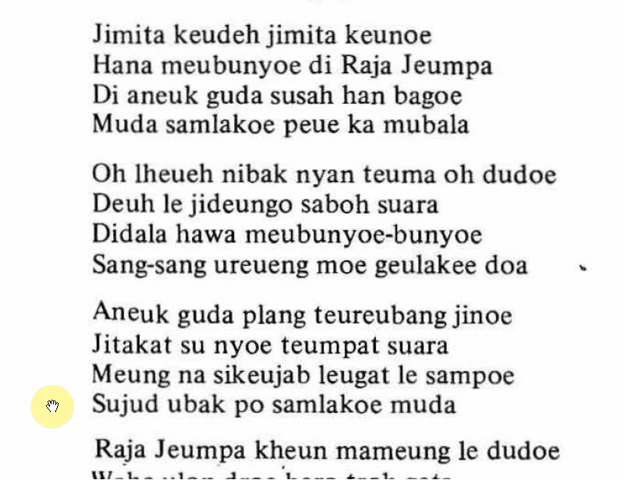 Jimita keudeh jimita keunoe
Hana meubunyoe di Raja Jeumpa
Di aneuk guda susah han bagoe
Muda samlakoe peue ka mubala
Oh lheueh nibak nyan teuma oh dudoe
Deuh le jideungo saboh suara
Didala hawa meubunyoe-bunyoe
Sang-sang ureueng moe geulakee doa
Aneuk guda plang teureubang jinoe
Jitakat su nyoe teumpat suara
Meung na sikeujab leugat le sampoe
Sujud ubak po samlakoe muda
Raja Jeumpa kheun mameung le dudoe